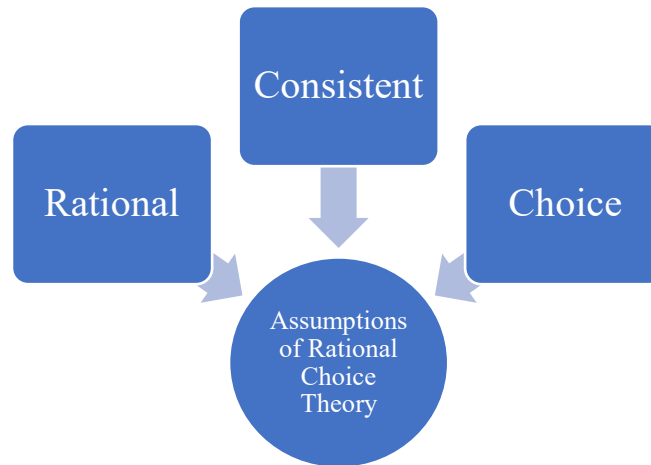 Consistent
Rational
Choice
Assumptions
of Rational
Choice
Theory